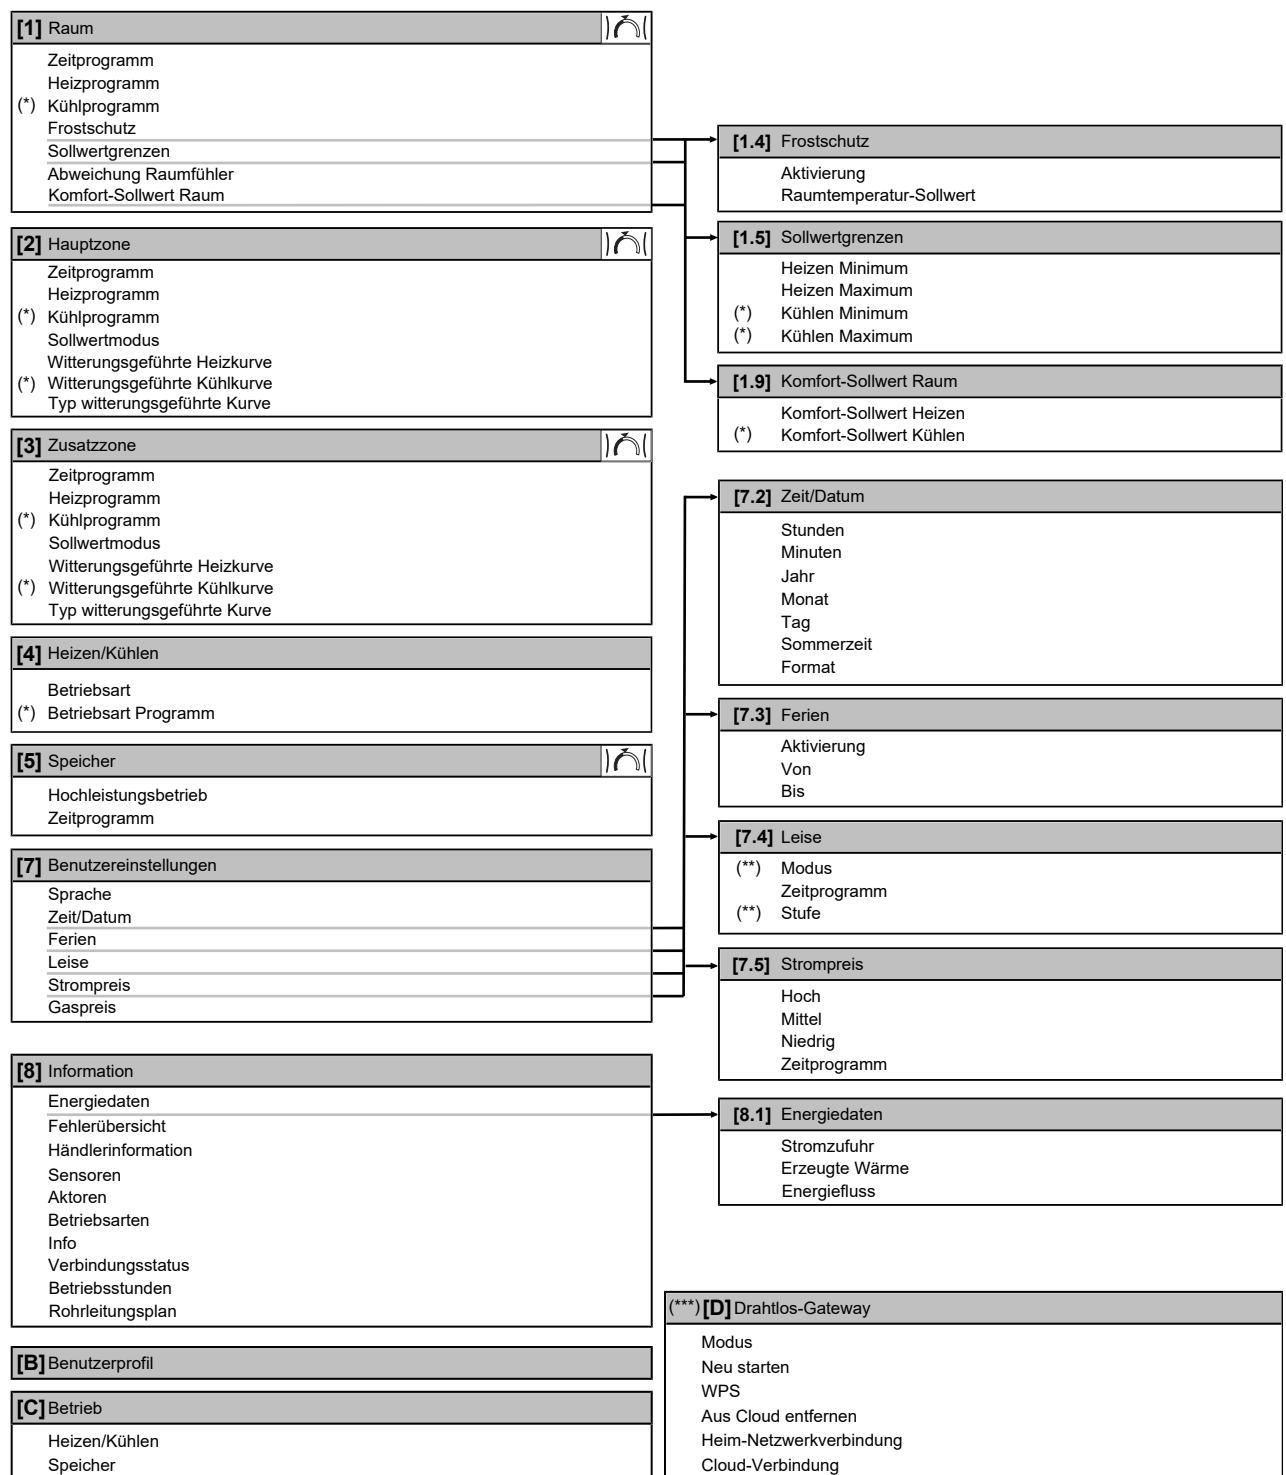 [1] Raum
Zeitprogramm
Heizprogramm
(*) Kühlprogramm
Frostschutz
Sollwertgrenzen
Abweichung Raumfühler
Komfort-Sollwert Raum
[2] Hauptzone
Zeitprogramm
Heizprogramm
(*) Kühlprogramm
Sollwertmodus
Witterungsgeführte Heizkurve
(*) Witterungsgeführte Kühlkurve
Typ witterungsgeführte Kurve
[3] Zusatzzone
Zeitprogramm
Heizprogramm
(*) Kühlprogramm
Sollwertmodus
Witterungsgeführte Heizkurve
(*) Witterungsgeführte Kühlkurve
Typ witterungsgeführte Kurve
[4] Heizen/Kühlen
Betriebsart
(*) Betriebsart Programm
[5] Speicher
Hochleistungsbetrieb
Zeitprogramm
[7] Benutzereinstellungen
Sprache
Zeit/Datum
Ferien
Leise
Strompreis
Gaspreis
[8] Information
Energiedaten
Fehlerübersicht
Händlerinformation
Sensoren
Aktoren
Betriebsarten
Info
Verbindungsstatus
Betriebsstunden
Rohrleitungsplan
[B] Benutzerprofil
[C] Betrieb
Heizen/Kühlen
Speicher
[1.4] Frostschutz
Aktivierung
Raumtemperatur-Sollwert
[1.5] Sollwertgrenzen
Heizen Minimum
Heizen Maximum
(*) Kühlen Minimum
(*) Kühlen Maximum
[1.9] Komfort-Sollwert Raum
Komfort-Sollwert Heizen
(*) Komfort-Sollwert Kühlen
[7.2] Zeit/Datum
Stunden
Minuten
Jahr
Monat
Tag
Sommerzeit
Format
[7.3] Ferien
Aktivierung
Von
Bis
[7.4] Leise
(**) Modus
Zeitprogramm
(**) Stufe
[7.5] Strompreis
Hoch
Mittel
Niedrig
Zeitprogramm
[8.1] Energiedaten
Stromzufuhr
Erzeugte Wärme
Energiefluss
(***) [D] Drahtlos-Gateway
Modus
Neu starten
WPS
Aus Cloud entfernen
Heim-Netzwerkverbindung
Cloud-Verbindung